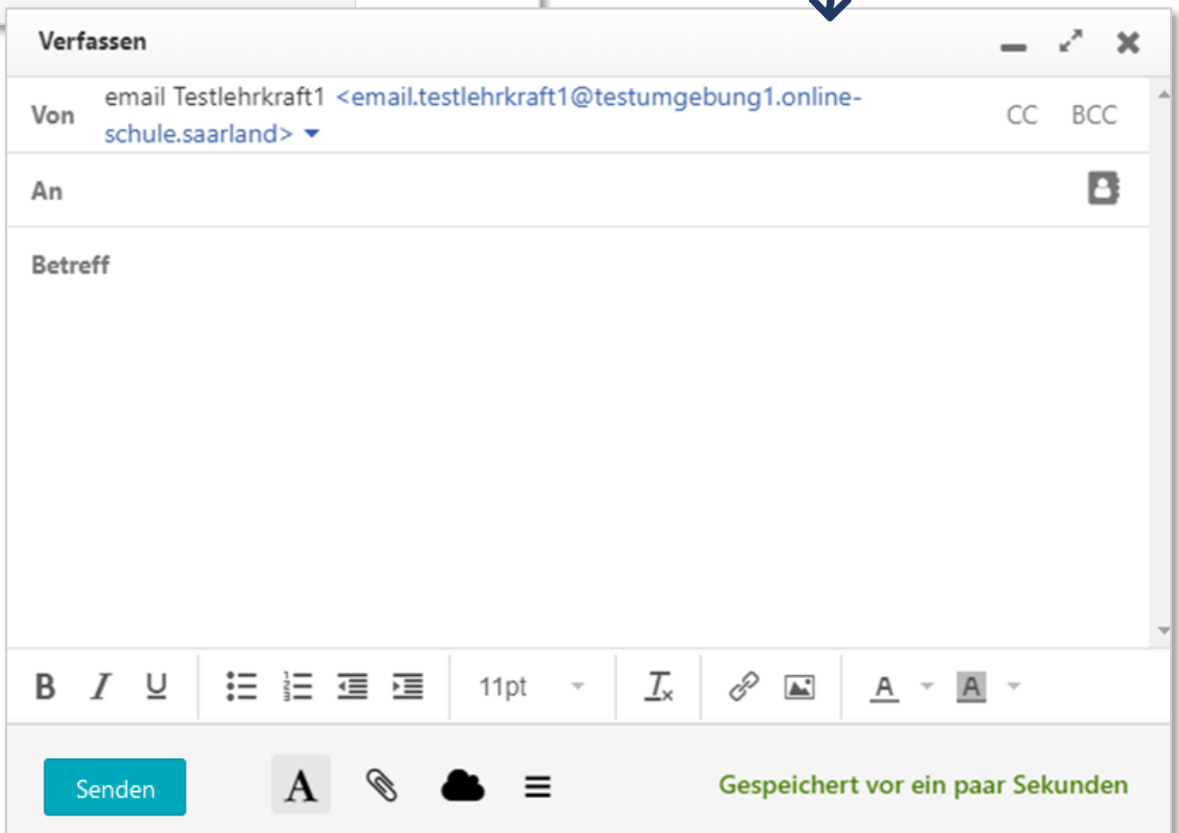 Verfassen
Von email Testlehrkraft1 <email.testlehrkraft1@testumgebung1.online-
schule.saarland> CC BCC
An
Betreff
B I U 11pt Tx A A
Senden A Gespeichert vor ein paar Sekunden